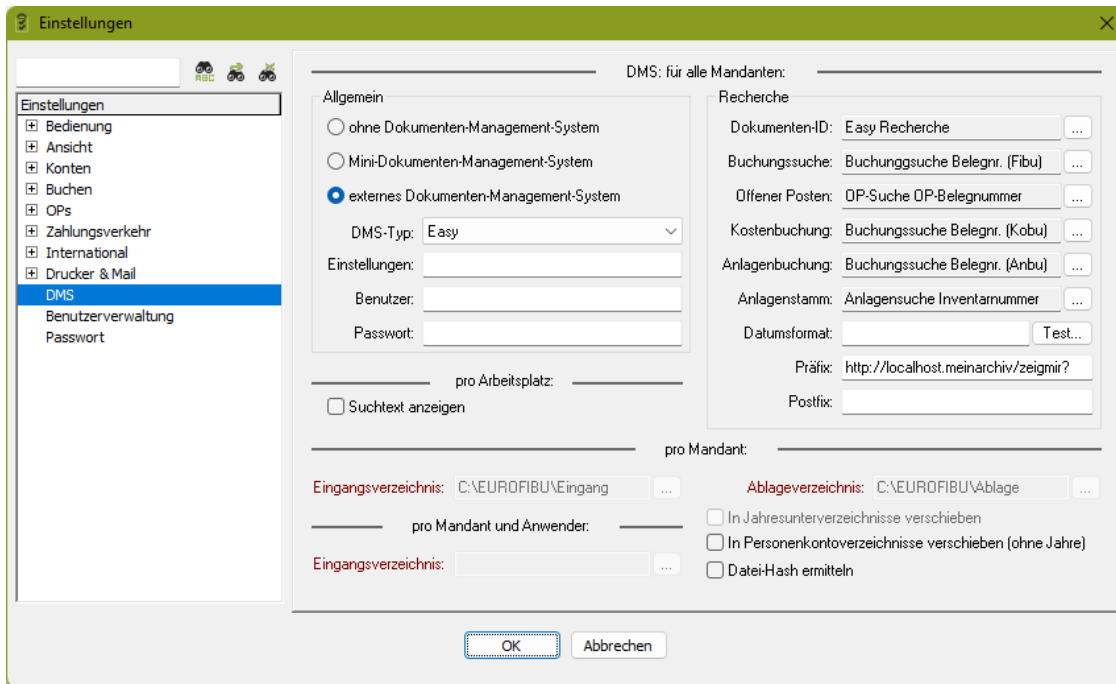 Einstellungen
ABC
Einstellungen
Bedienung
Ansicht
Konten
Buchen
OPs
Zahlungsverkehr
International
Drucker & Mail
DMS
Benutzerverwaltung
Passwort
DMS: für alle Mandanten:
Allgemein
ohne Dokumenten-Management-System
Mini-Dokumenten-Management-System
externes Dokumenten-Management-System
DMS-Typ: Easy
Einstellungen:
Benutzer:
Passwort:
Recherche
Dokumenten-ID: Easy Recherche ...
Buchungssuche: Buchunggsuche Belegnr. (Fibu) ...
Offener Posten: OP-Suche OP-Belegnummer ...
Kostenbuchung: Buchungssuche Belegnr. (Kobu) ...
Anlagenbuchung: Buchungssuche Belegnr. (Anbu) ...
Anlagenstamm: Anlagensuche Inventarnummer ...
Datumsformat: Test...
Präfix: http://localhost.meinarchiv/zeigmir?
Postfix:
pro Arbeitsplatz:
Suchtext anzeigen
pro Mandant:
Eingangsverzeichnis: C:\EUROFIBU\Eingang ...
Ablageverzeichnis: C:\EUROFIBU\Ablage ...
In Jahresunterverzeichnisse verschieben
In Personenkontoverzeichnisse verschieben (ohne Jahre)
Datei-Hash ermitteln
pro Mandant und Anwender:
Eingangsverzeichnis: ...
OK
Abbrechen